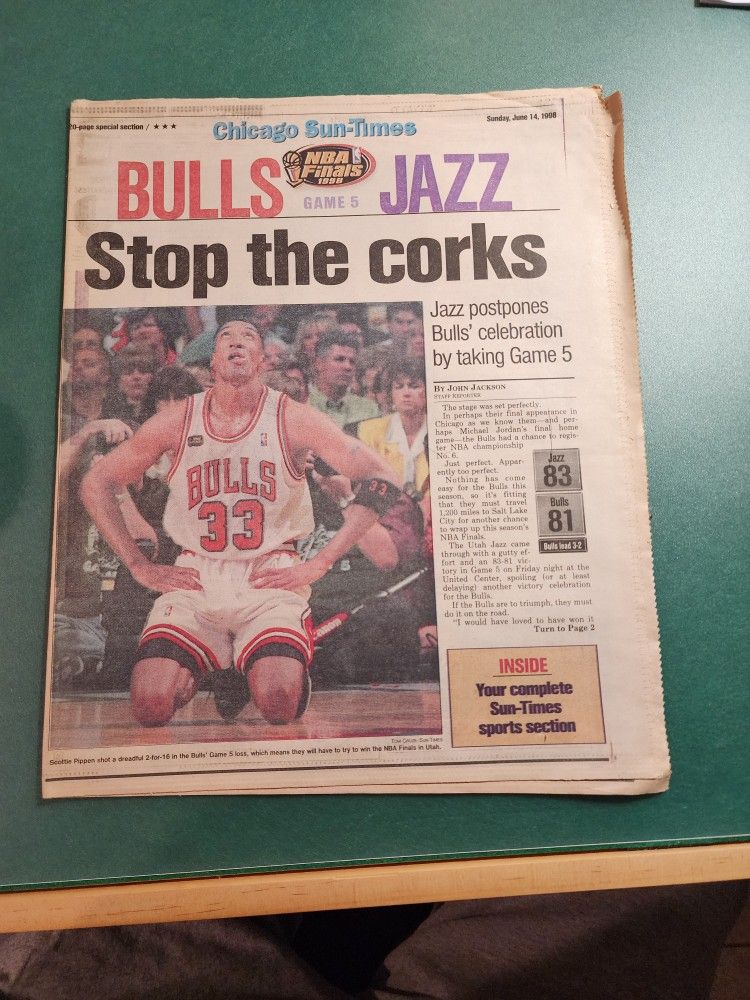 20-page special section / ★ ★ ★
Chicago Sun-Times
Sunday, June 14, 1998
BULLS
NBA
Finals
1998
GAME 5
JAZZ
Stop the corks
Jazz postpones
Bulls' celebration
by taking Game 5
BY JOHN JACKSON
STAFF REPORTER
The stage was set perfectly.
In perhaps their final appearance in
Chicago as we know them—and per-
haps Michael Jordan's final home
game—the Bulls had a chance to regis-
ter NBA championship
No. 6.
Just perfect. Appar-
ently too perfect.
Nothing has come
easy for the Bulls this
season, so it's fitting
that they must travel
1,200 miles to Salt Lake
City for another chance
to wrap up this season's
NBA Finals.
The Utah Jazz came
through with a gutty ef-
fort and an 83-81 vic-
tory in Game 5 on Friday night at the
United Center, spoiling (or at least
delaying) another victory celebration
for the Bulls.
If the Bulls are to triumph, they must
do it on the road.
"I would have loved to have won it
Turn to Page 2
Jazz
83
Bulls
81
Bulls lead 3-2
BULLS
33
33
INSIDE
Your complete
Sun-Times
sports section
TOM CRUZE/SUN-TIMES
Scottie Pippen shot a dreadful 2-for-16 in the Bulls' Game 5 loss, which means they will have to try to win the NBA Finals in Utah.